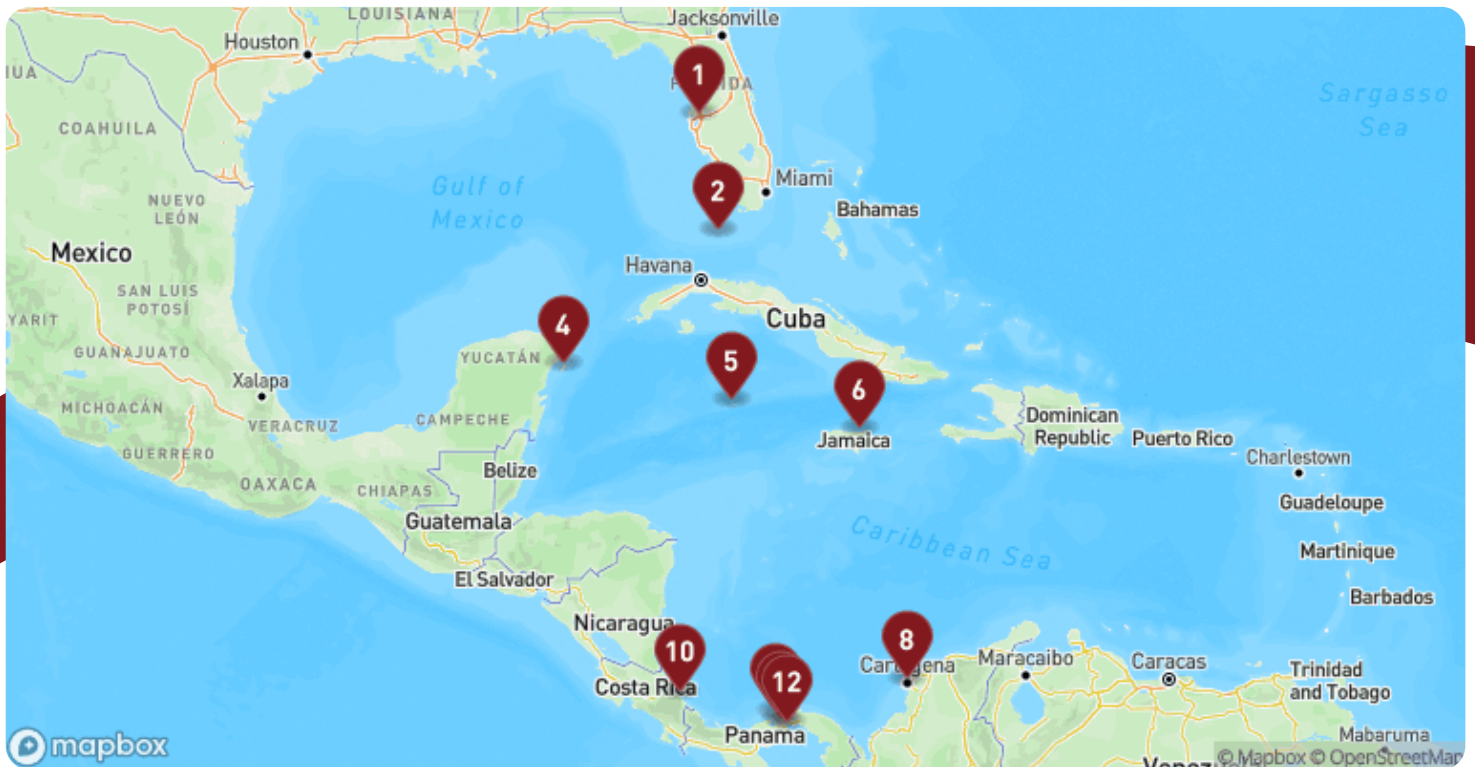 LOUISIANA
Jacksonville
Houston
1
COAHUILA
Sargasso
Sea
Gulf of
Mexico
2
Miami
NUEVO
LEÓN
Bahamas
Mexico
Havana
SAN LUIS
POTOSÍ
YARIT
4
Cuba
GUANAJUATO
YUCATÁN
5
Xalapa
6
MICHOACÁN
CAMPECHE
VERACRUZ
Jamaica
Dominican
Republic
Puerto Rico
GUERRERO
Charlestown
Belize
OAXACA
CHIAPAS
Guadeloupe
Guatemala
Caribbean Sea
Martinique
El Salvador
Barbados
Nicaragua
8
10
Maracaibo
Caracas
Costa Rica
12
Trinidad
and Tobago
Panama
Mabaruma
mapbox
© Mapbox © OpenStreetMap